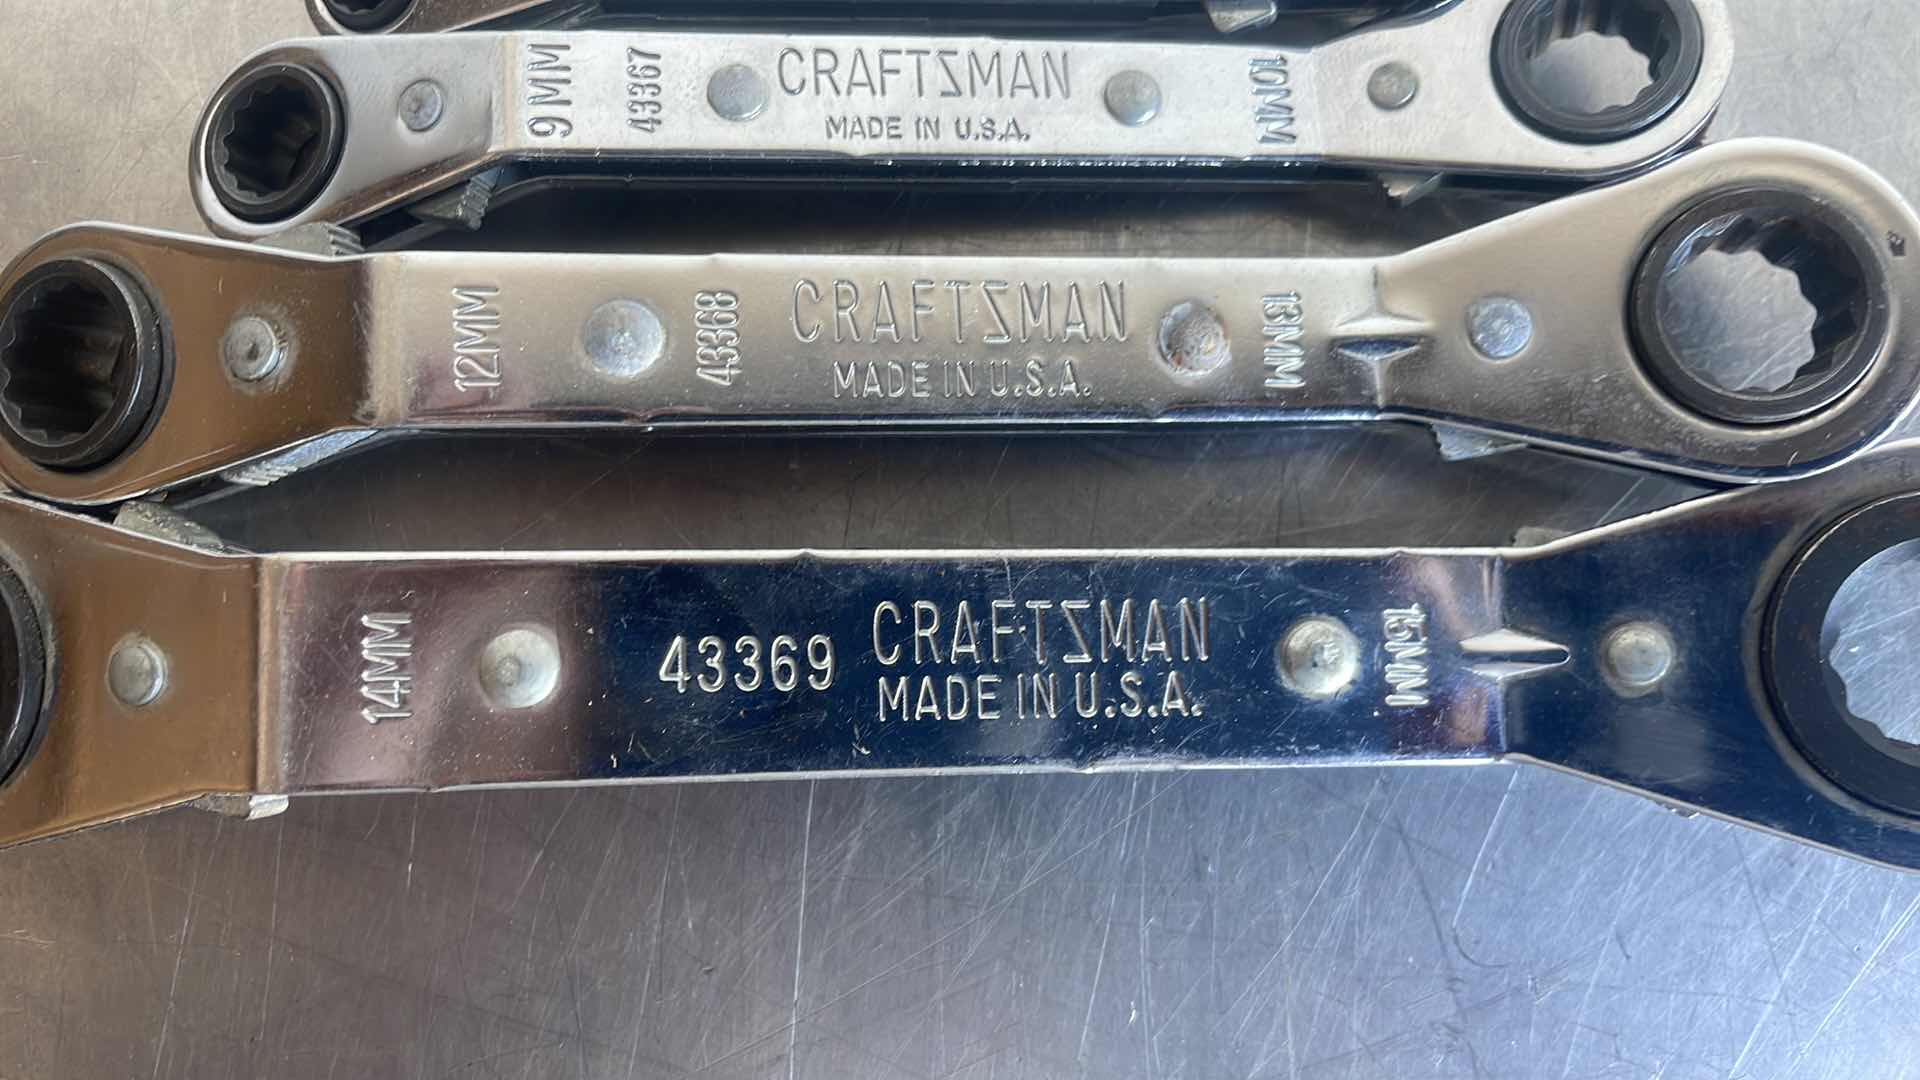 9MM
43367
CRAFTSMAN
MADE IN U.S.A.
10MM
12MM
43368
CRAFTSMAN
MADE IN U.S.A.
13MM
14MM
43369
CRAFTSMAN
MADE IN U.S.A.
15MM